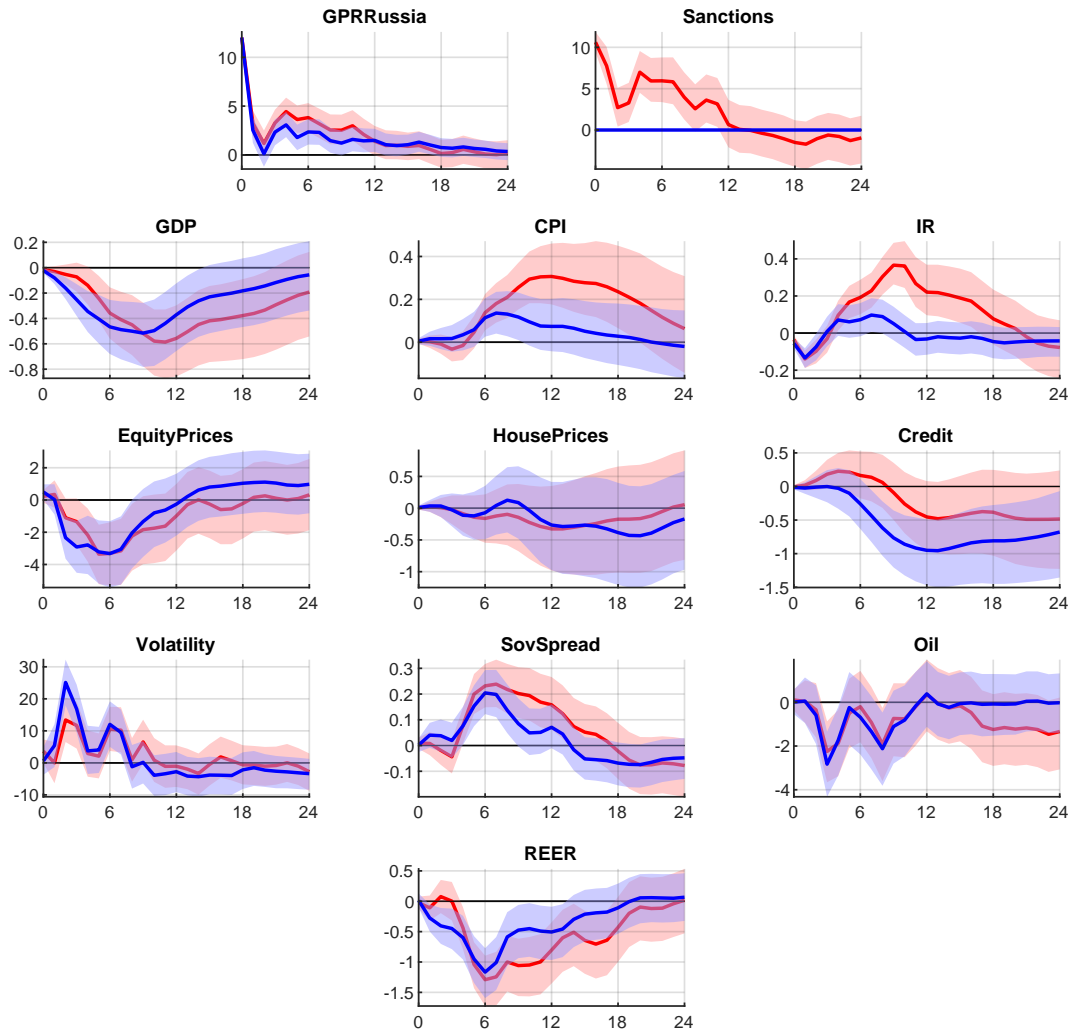 GPRRussia Sanctions
10 10
5 5
0 0
0 6 12 18 24 0 6 12 18 24
GDP CPI IR
0.2 0.4 0.4
0 0.2 0.2
-0.2 0 0
-0.4 -0.2
-0.6
-0.8
0 6 12 18 24 0 6 12 18 24 0 6 12 18 24
EquityPrices HousePrices Credit
2 0.5 0.5
0 0 0
-2 -0.5 -0.5
-4 -1 -1
-1.5
0 6 12 18 24 0 6 12 18 24 0 6 12 18 24
Volatility SovSpread Oil
30 0.3 0
20 0.2 -2
10 0.1 -4
0 0
-10 -0.1
0 6 12 18 24 0 6 12 18 24 0 6 12 18 24
REER
0.5
0
-0.5
-1
-1.5
0 6 12 18 24